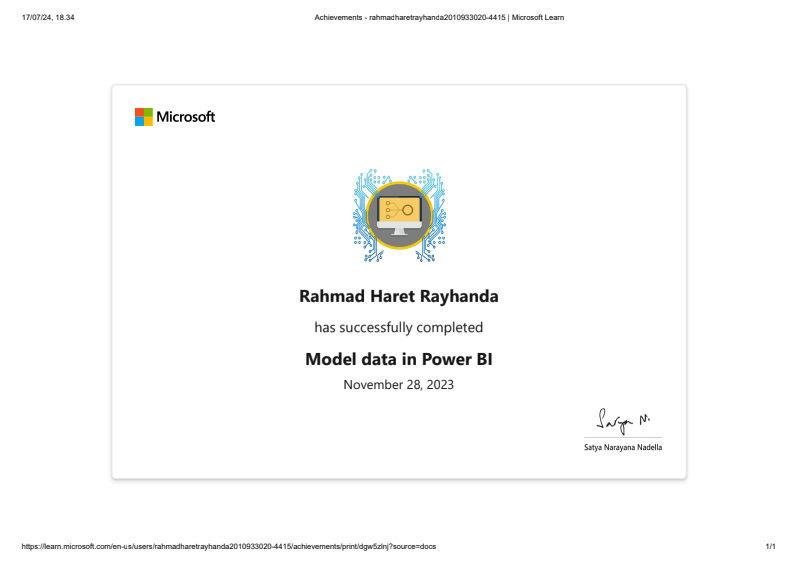 17/07/24, 18.34 Achievements - rahmadharetrayhanda2010933020-4415 | Microsoft Learn
Microsoft
Rahmad Haret Rayhanda
has successfully completed
Model data in Power BI
November 28, 2023
Satya N.
Satya Narayana Nadella
https://learn.microsoft.com/en-us/users/rahmadharetrayhanda2010933020-4415/achievements/print/dgw5zlnj?source=docs 1/1